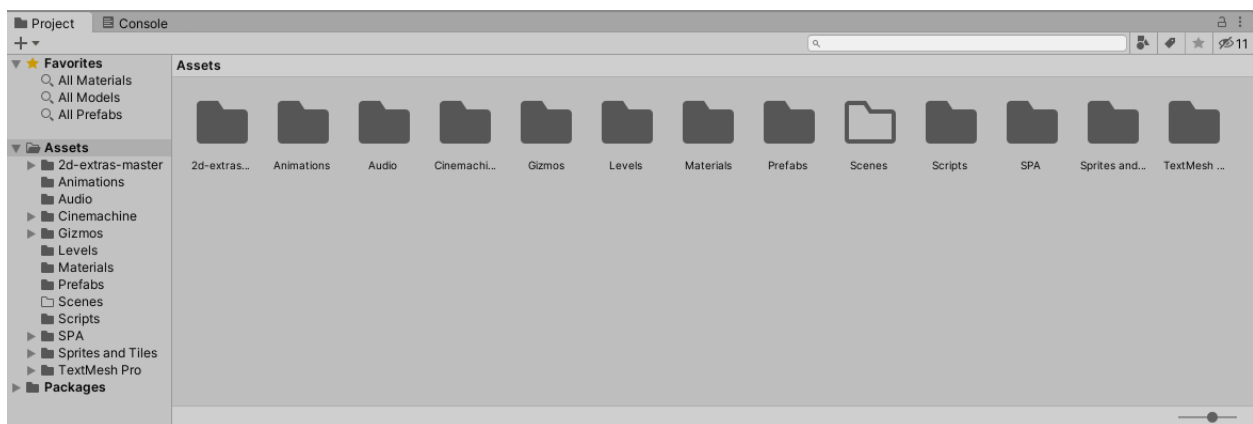 Project Console
11
Favorites
All Materials
All Models
All Prefabs
Assets
2d-extras-master
Animations
Audio
Cinemachine
Gizmos
Levels
Materials
Prefabs
Scenes
Scripts
SPA
Sprites and Tiles
TextMesh Pro
Packages
Assets
2d-extras... Animations Audio Cinemachi... Gizmos Levels Materials Prefabs Scenes Scripts SPA Sprites and... TextMesh ...